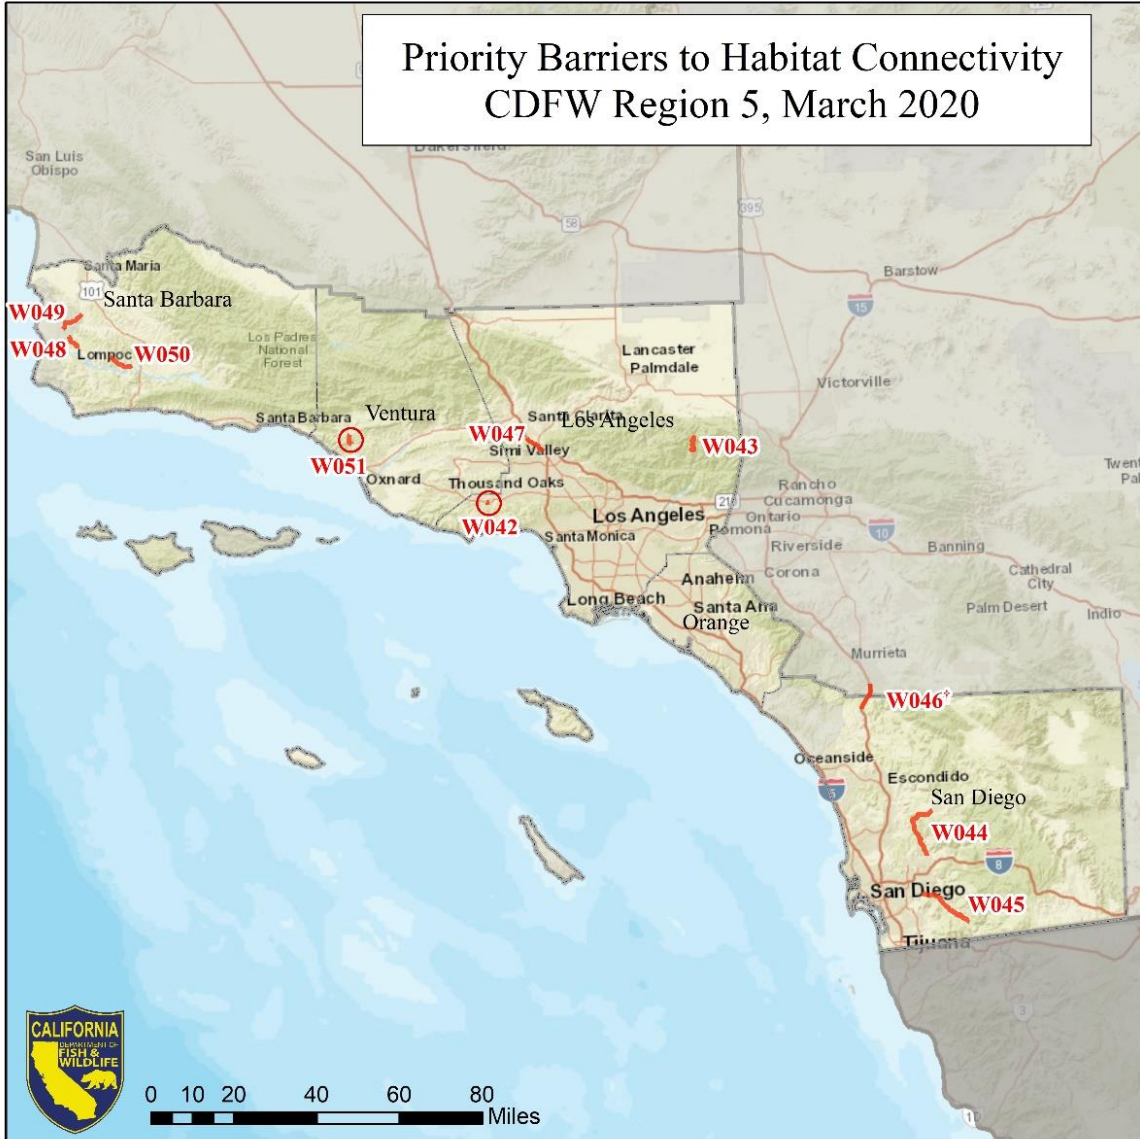 Priority Barriers to Habitat Connectivity
CDFW Region 5, March 2020
San Luis
Obispo
Bakersfield
395
58
Barstow
15
Santa Maria
101
Santa Barbara
W049
W048
Lompoc
W050
Los Padres
National
Forest
Lancaster
Palmdale
Victorville
Santa Barbara
Ventura
Santa Clarita
Los Angeles
W047
Simi Valley
W043
W051
Oxnard
Thousand Oaks
W042
Los Angeles
210
Rancho
Cucamonga
Ontario
Pomona
10
Santa Monica
Riverside
Banning
Anaheim
Corona
Cathedral
City
Long Beach
Santa Ana
Palm Desert
Indio
Orange
Murrieta
W046†
Oceanside
5
Escondido
San Diego
W044
8
San Diego
W045
Tijuana
3
CALIFORNIA
DEPARTMENT OF
FISH &
WILDLIFE
0 10 20 40 60 80
Miles